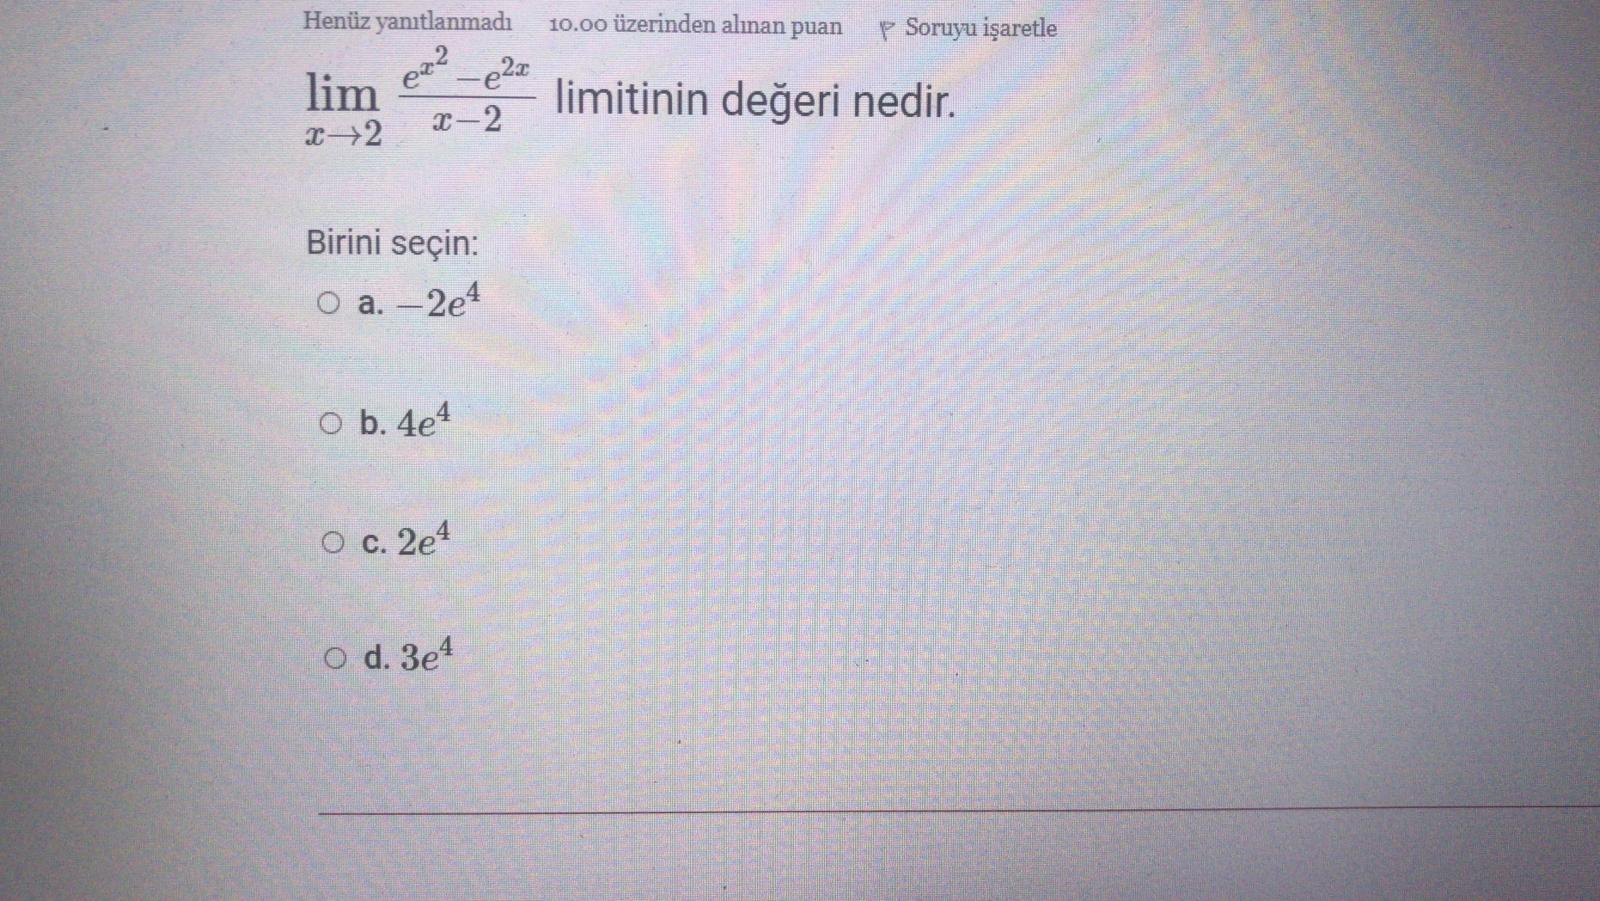 Henüz yanıtlanmadı 10.00 üzerinden alınan puan Soruyu işaretle
lim x→2 (e^{x^2} − e^{2x})/(x−2) limitinin değeri nedir.
Birini seçin:
a. −2e^4
b. 4e^4
c. 2e^4
d. 3e^4